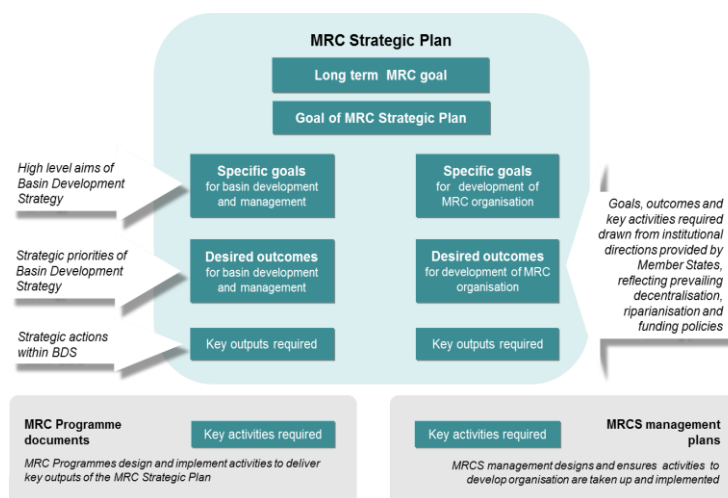 MRC Strategic Plan
Long term MRC goal
Goal of MRC Strategic Plan
High level aims of
Basin Development
Strategy
Specific goals
for basin development
and management
Specific goals
for development of
MRC organisation
Strategic priorities of
Basin Development
Strategy
Desired outcomes
for basin development
and management
Desired outcomes
for development of MRC
organisation
Goals, outcomes and
key activities required
drawn from institutional
directions provided by
Member States,
reflecting prevailing
decentralisation,
riparianisation and
funding policies
Strategic actions
within BDS
Key outputs required
Key outputs required
MRC Programme
documents
Key activities required
MRC Programmes design and implement activities to deliver
key outputs of the MRC Strategic Plan
Key activities required
MRCS management
plans
MRCS management designs and ensures activities to
develop organisation are taken up and implemented